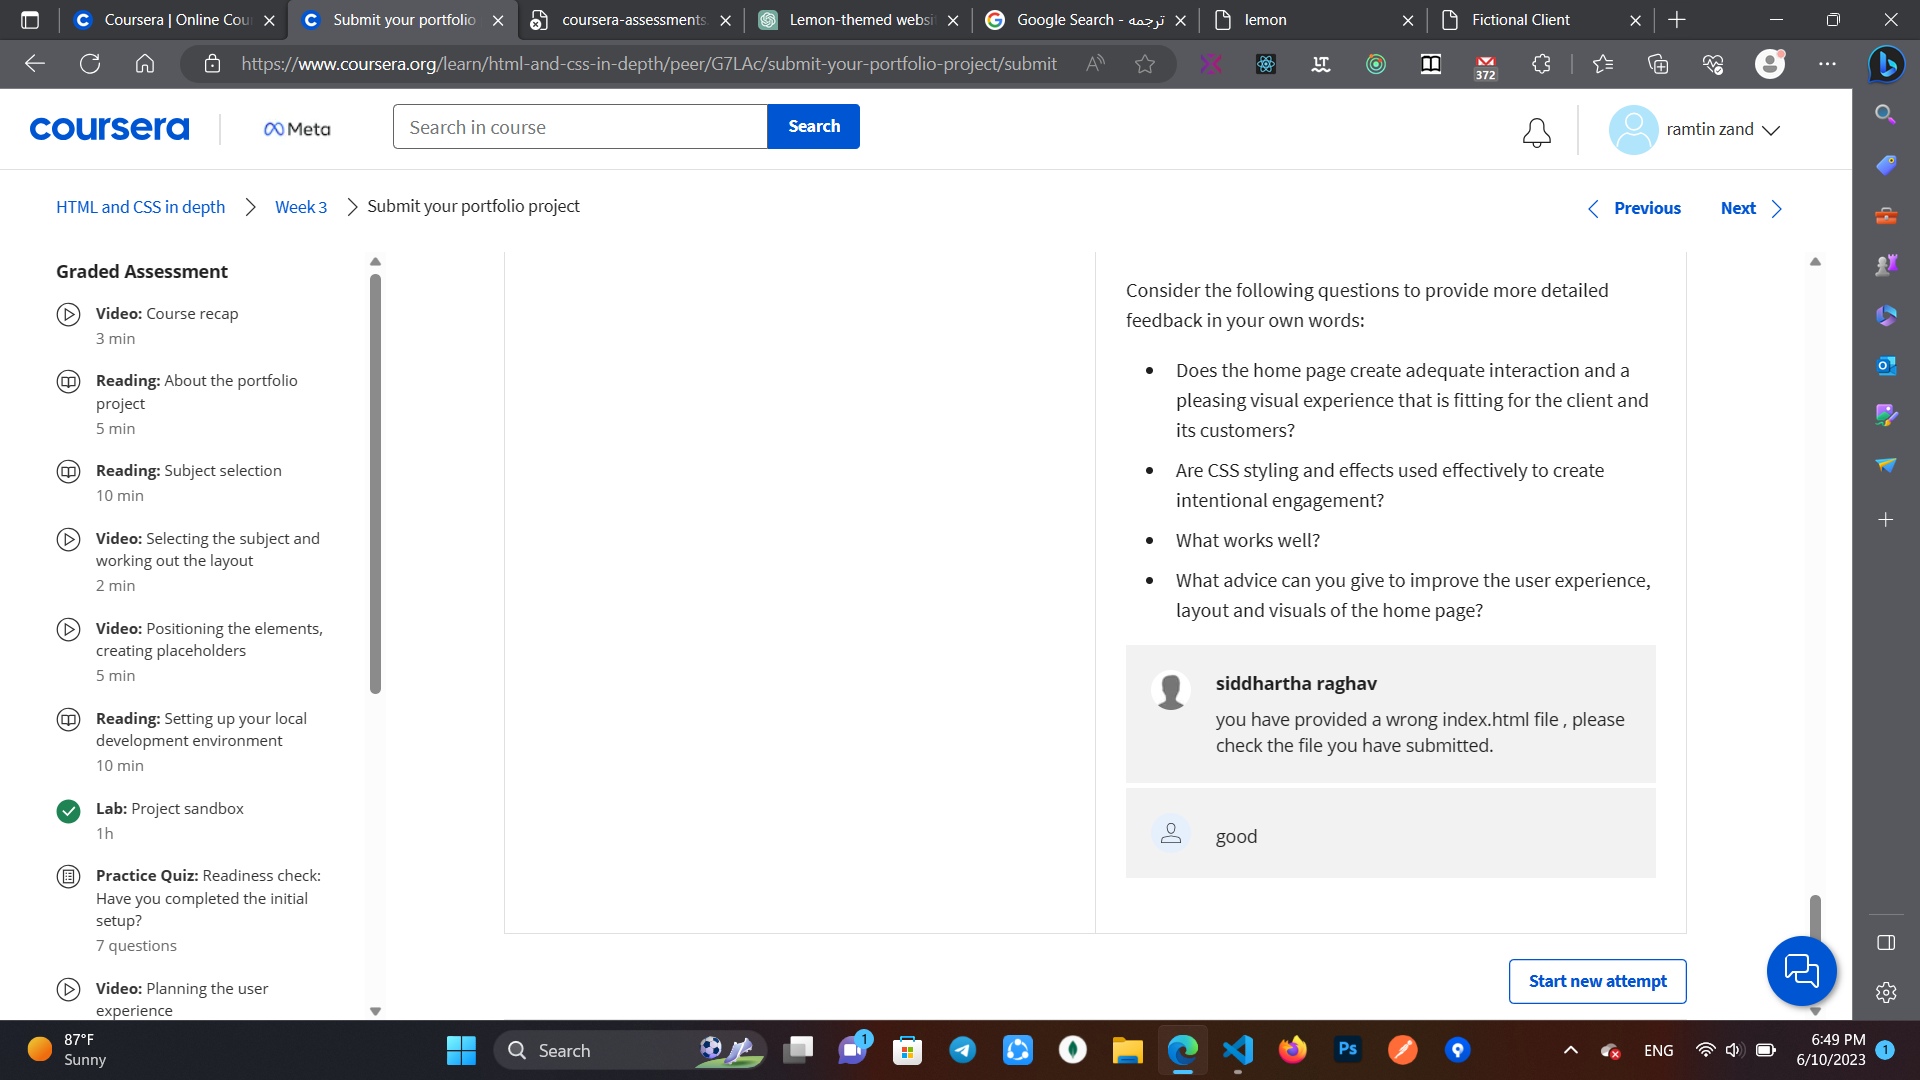 Coursera | Online Cou
Submit your portfolio
coursera-assessments.
Lemon-themed websi
Google Search - ترجمه
lemon
Fictional Client
https://www.coursera.org/learn/html-and-css-in-depth/peer/G7LAc/submit-your-portfolio-project/submit
372
coursera
Meta
Search in course
Search
ramtin zand
HTML and CSS in depth
Week 3
Submit your portfolio project
Previous
Next
Graded Assessment
Video: Course recap
3 min
Reading: About the portfolio
project
5 min
Reading: Subject selection
10 min
Video: Selecting the subject and
working out the layout
2 min
Video: Positioning the elements,
creating placeholders
5 min
Reading: Setting up your local
development environment
10 min
Lab: Project sandbox
1h
Practice Quiz: Readiness check:
Have you completed the initial
setup?
7 questions
Video: Planning the user
experience
Consider the following questions to provide more detailed
feedback in your own words:
Does the home page create adequate interaction and a
pleasing visual experience that is fitting for the client and
its customers?
Are CSS styling and effects used effectively to create
intentional engagement?
What works well?
What advice can you give to improve the user experience,
layout and visuals of the home page?
siddhartha raghav
you have provided a wrong index.html file , please
check the file you have submitted.
good
Start new attempt
87°F
Sunny
Search
1
Ps
ENG
6:49 PM
6/10/2023
1